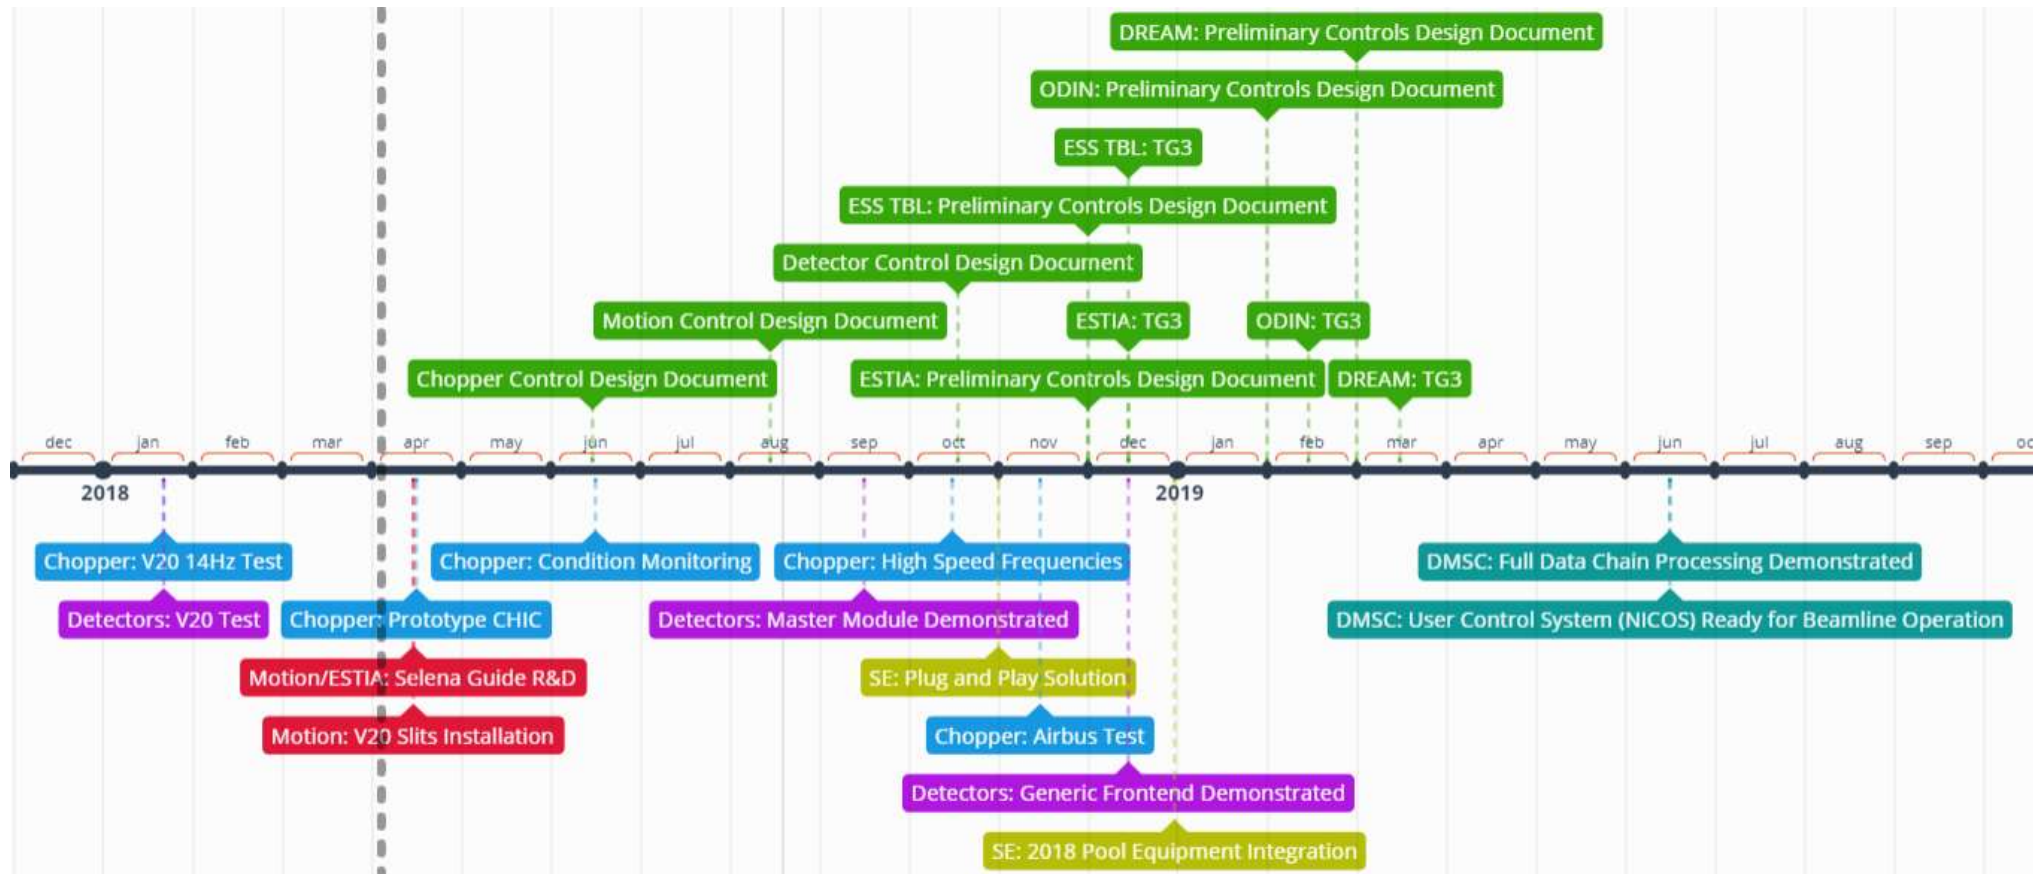 DREAM: Preliminary Controls Design Document
ODIN: Preliminary Controls Design Document
ESS TBL: TG3
ESS TBL: Preliminary Controls Design Document
Detector Control Design Document
Motion Control Design Document
ESTIA: TG3
ODIN: TG3
Chopper Control Design Document
ESTIA: Preliminary Controls Design Document
DREAM: TG3
dec jan feb mar apr may jun jul aug sep oct nov dec jan feb mar apr may jun jul aug sep oc
2018 2019
Chopper: V20 14Hz Test
Chopper: Condition Monitoring
Chopper: High Speed Frequencies
DMSC: Full Data Chain Processing Demonstrated
Detectors: V20 Test
Chopper: Prototype CHIC
Detectors: Master Module Demonstrated
DMSC: User Control System (NICOS) Ready for Beamline Operation
Motion/ESTIA: Selena Guide R&D
SE: Plug and Play Solution
Motion: V20 Slits Installation
Chopper: Airbus Test
Detectors: Generic Frontend Demonstrated
SE: 2018 Pool Equipment Integration